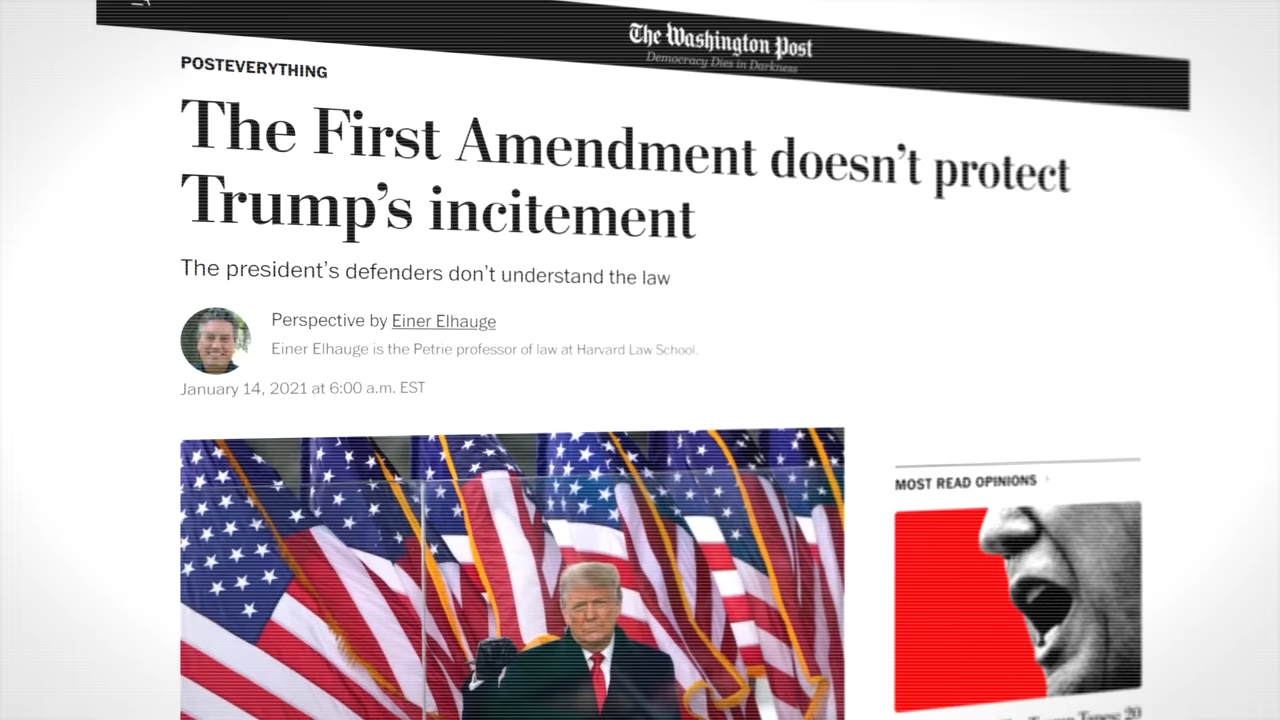 The Washington Post
Democracy Dies in Darkness
POSTEVERYTHING
The First Amendment doesn't protect
Trump's incitement
The president's defenders don't understand the law
Perspective by Einer Elhauge
Einer Elhauge is the Petrie professor of law at Harvard Law School.
January 14, 2021 at 6:00 a.m. EST
MOST READ OPINIONS